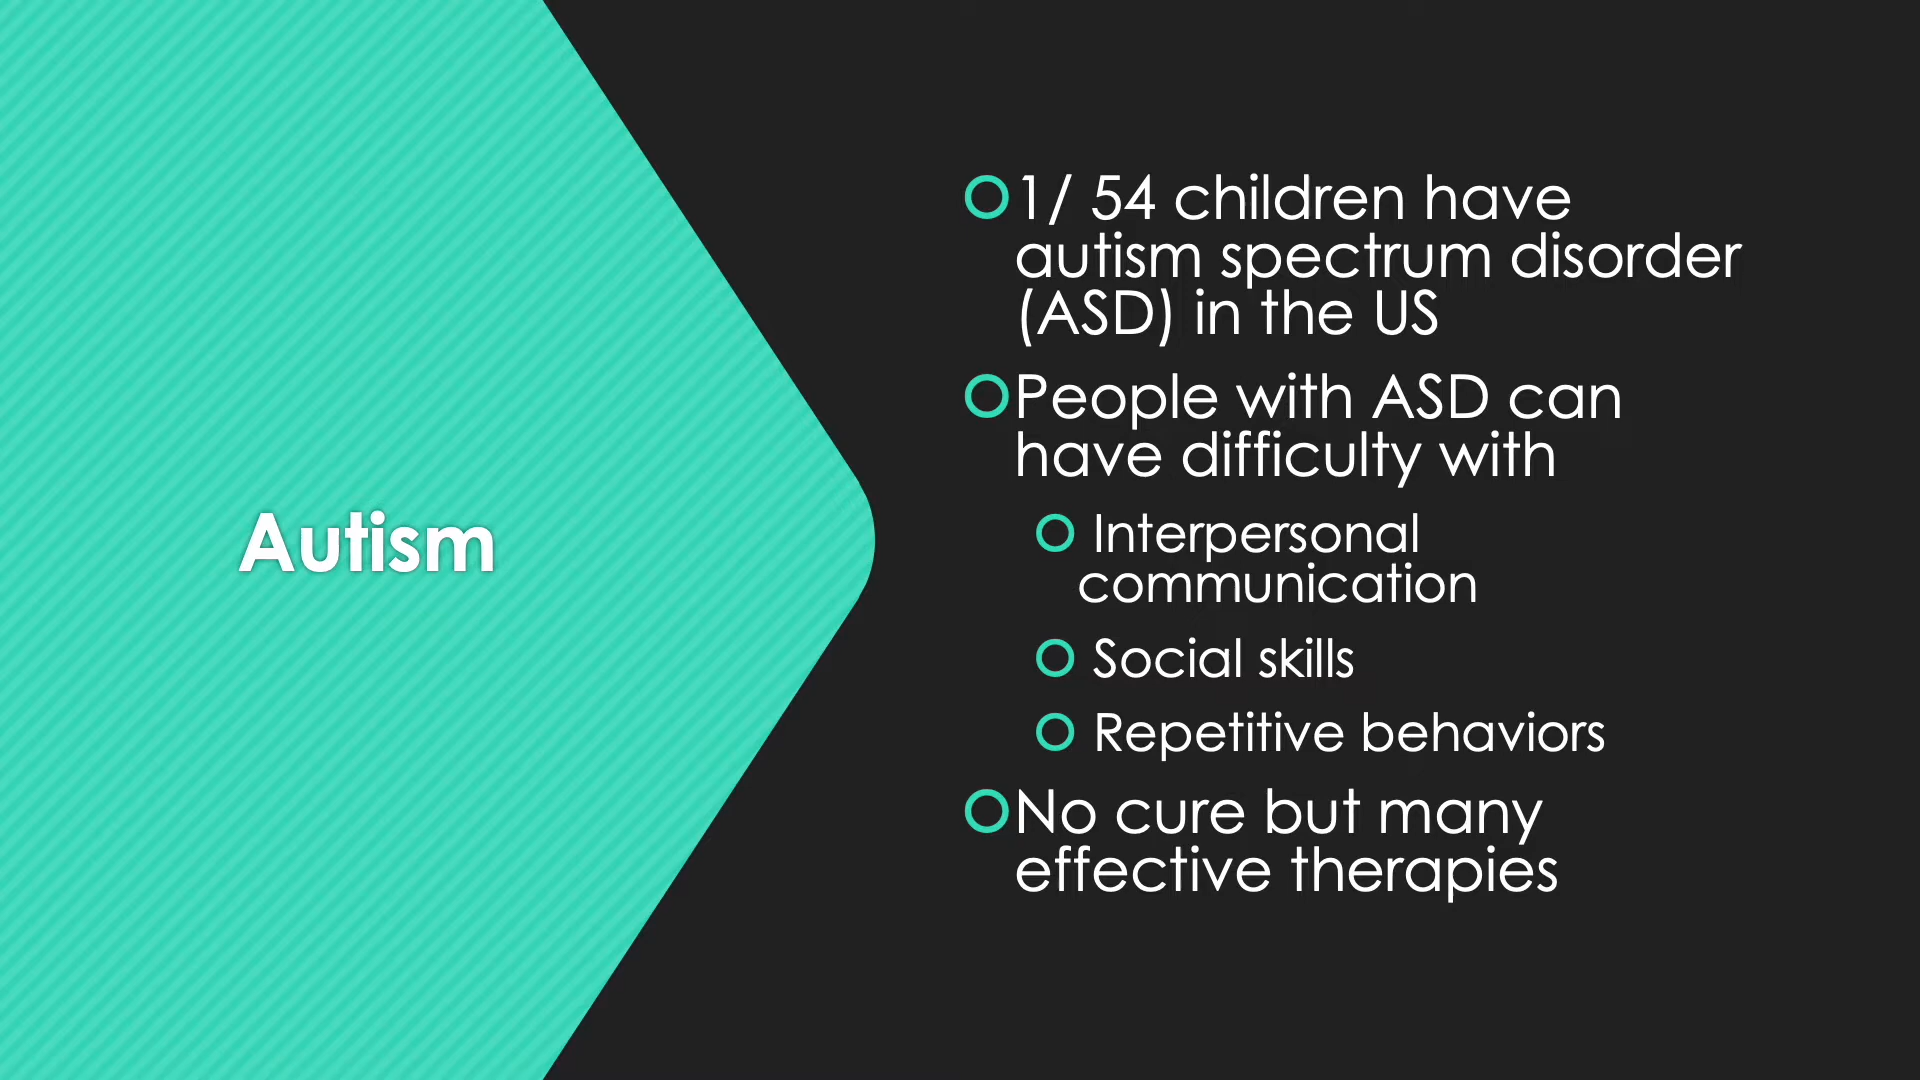 Autism
1/ 54 children have
autism spectrum disorder
(ASD) in the US
People with ASD can
have difficulty with
Interpersonal
communication
Social skills
Repetitive behaviors
No cure but many
effective therapies